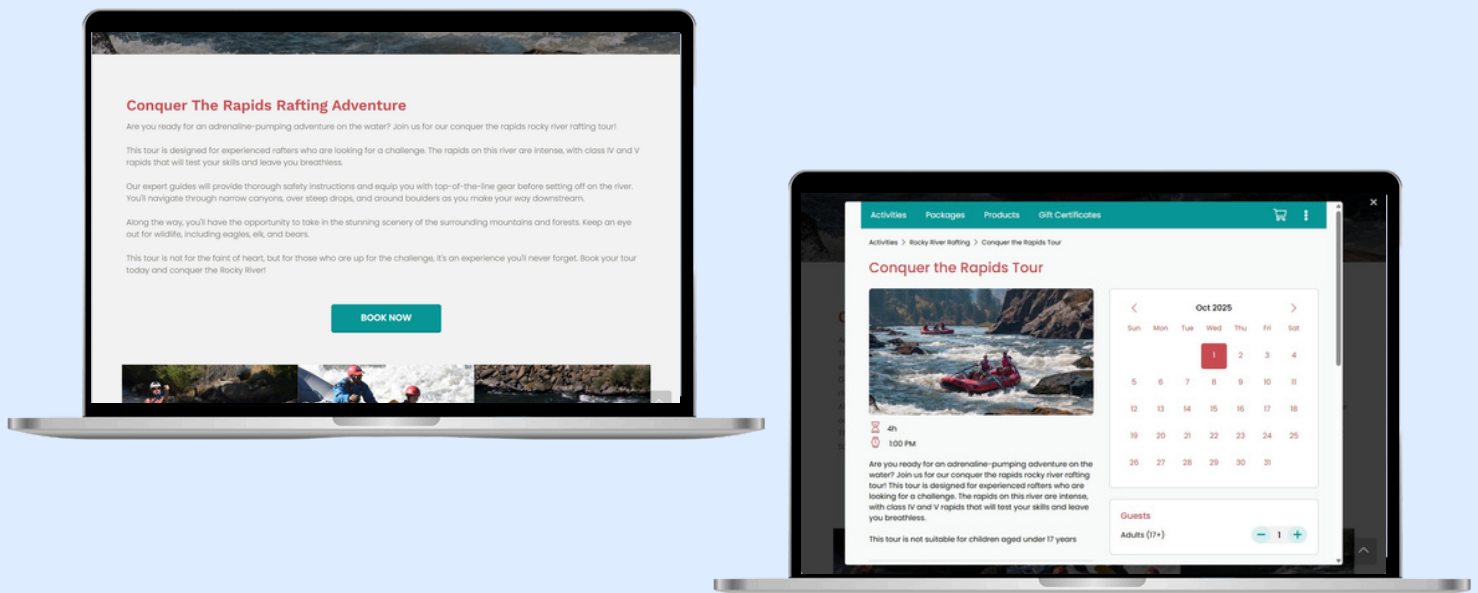 Conquer The Rapids Rafting Adventure
Are you ready for an adrenaline-pumping adventure on the water? Join us for our conquer the rapids rocky river rafting tour!
This tour is designed for experienced rafters who are looking for a challenge. The rapids on this river are intense, with class IV and V
rapids that will test your skills and leave you breathless.
Our expert guides will provide thorough safety instructions and equip you with top-of-the-line gear before setting off on the river.
You'll navigate through narrow canyons, over steep drops, and around boulders as you make your way downstream.
Along the way, you'll have the opportunity to take in the stunning scenery of the surrounding mountains and forests. Keep an eye
out for wildlife, including eagles, elk, and bears.
This tour is not for the faint of heart, but for those who are up for the challenge, it's an experience you'll never forget. Book your tour
today and conquer the Rocky River!
BOOK NOW
Activities Packages Products Gift Certificates
Activities > Rocky River Rafting > Conquer the Rapids Tour
Conquer the Rapids Tour
4h
1:00 PM
Are you ready for an adrenaline-pumping adventure on the
water? Join us for our conquer the rapids rocky river rafting
tour! This tour is designed for experienced rafters who are
looking for a challenge. The rapids on this river are intense,
with class IV and V rapids that will test your skills and leave
you breathless.
This tour is not suitable for children aged under 17 years
Oct 2025
Sun Mon Tue Wed Thu Fri Sat
1 2 3 4
5 6 7 8 9 10 11
12 13 14 15 16 17 18
19 20 21 22 23 24 25
26 27 28 29 30 31
Guests
Adults (17+) − 1 +